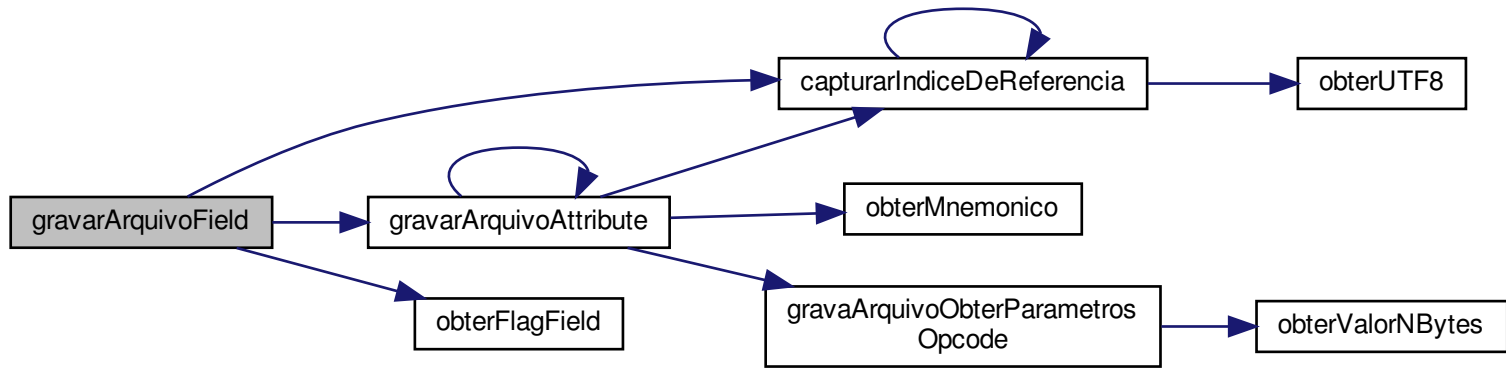 capturarIndiceDeReferencia
obterUTF8
gravarArquivoField
gravarArquivoAttribute
obterMnemonico
obterFlagField
gravaArquivoObterParametros
Opcode
obterValorNBytes